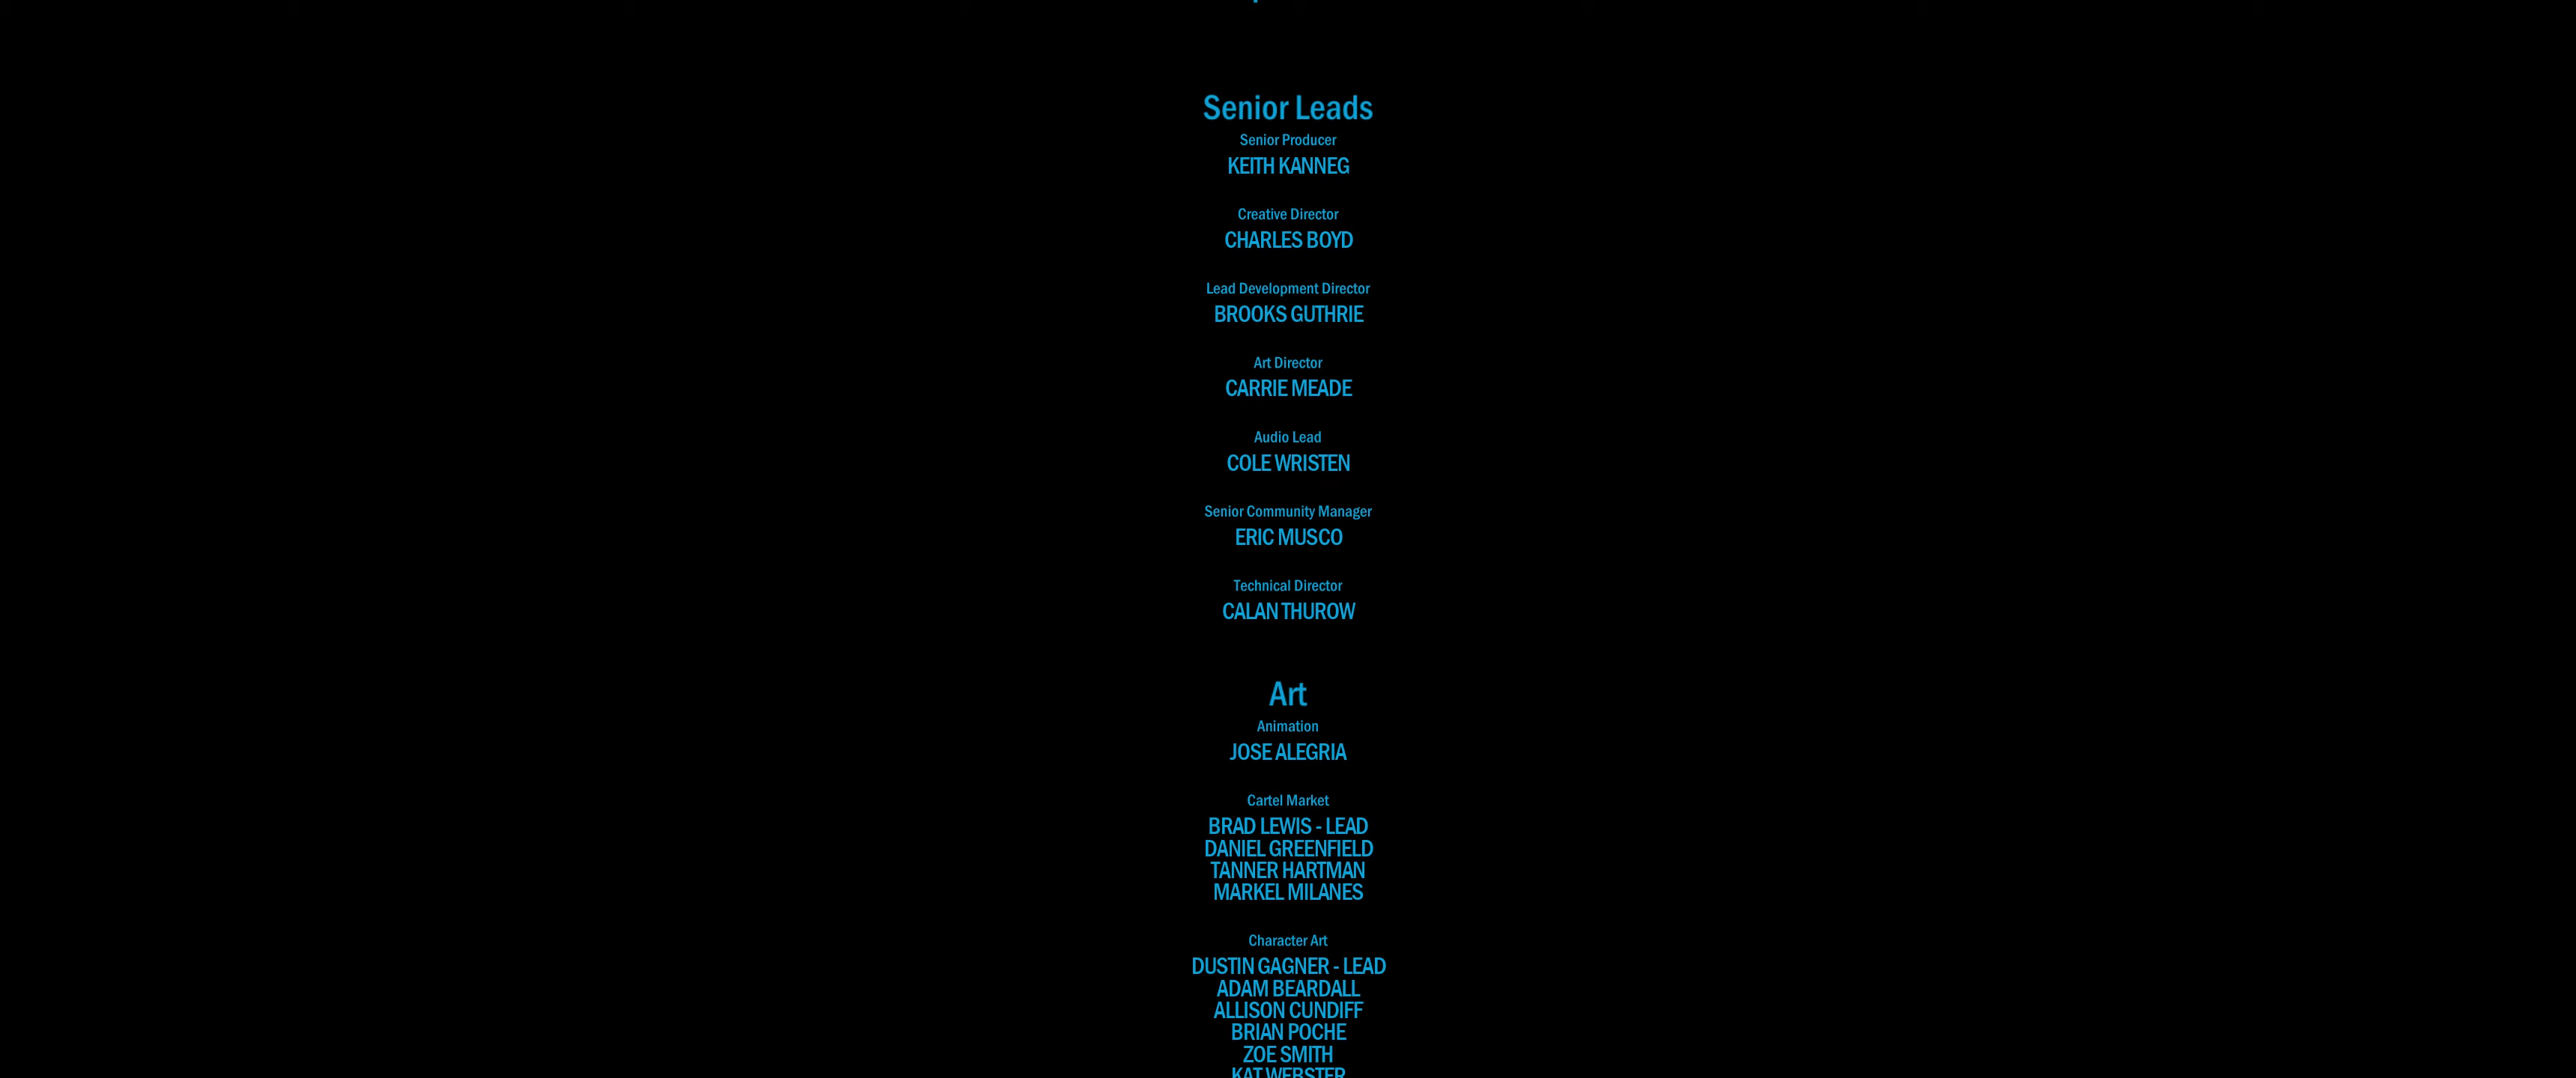 Senior Leads
Senior Producer
KEITH KANNEG
Creative Director
CHARLES BOYD
Lead Development Director
BROOKS GUTHRIE
Art Director
CARRIE MEADE
Audio Lead
COLE WRISTEN
Senior Community Manager
ERIC MUSCO
Technical Director
CALAN THUROW
Art
Animation
JOSE ALEGRIA
Cartel Market
BRAD LEWIS - LEAD
DANIEL GREENFIELD
TANNER HARTMAN
MARKEL MILANES
Character Art
DUSTIN GAGNER - LEAD
ADAM BEARDALL
ALLISON CUNDIFF
BRIAN POCHE
ZOE SMITH
KAT WEBSTER